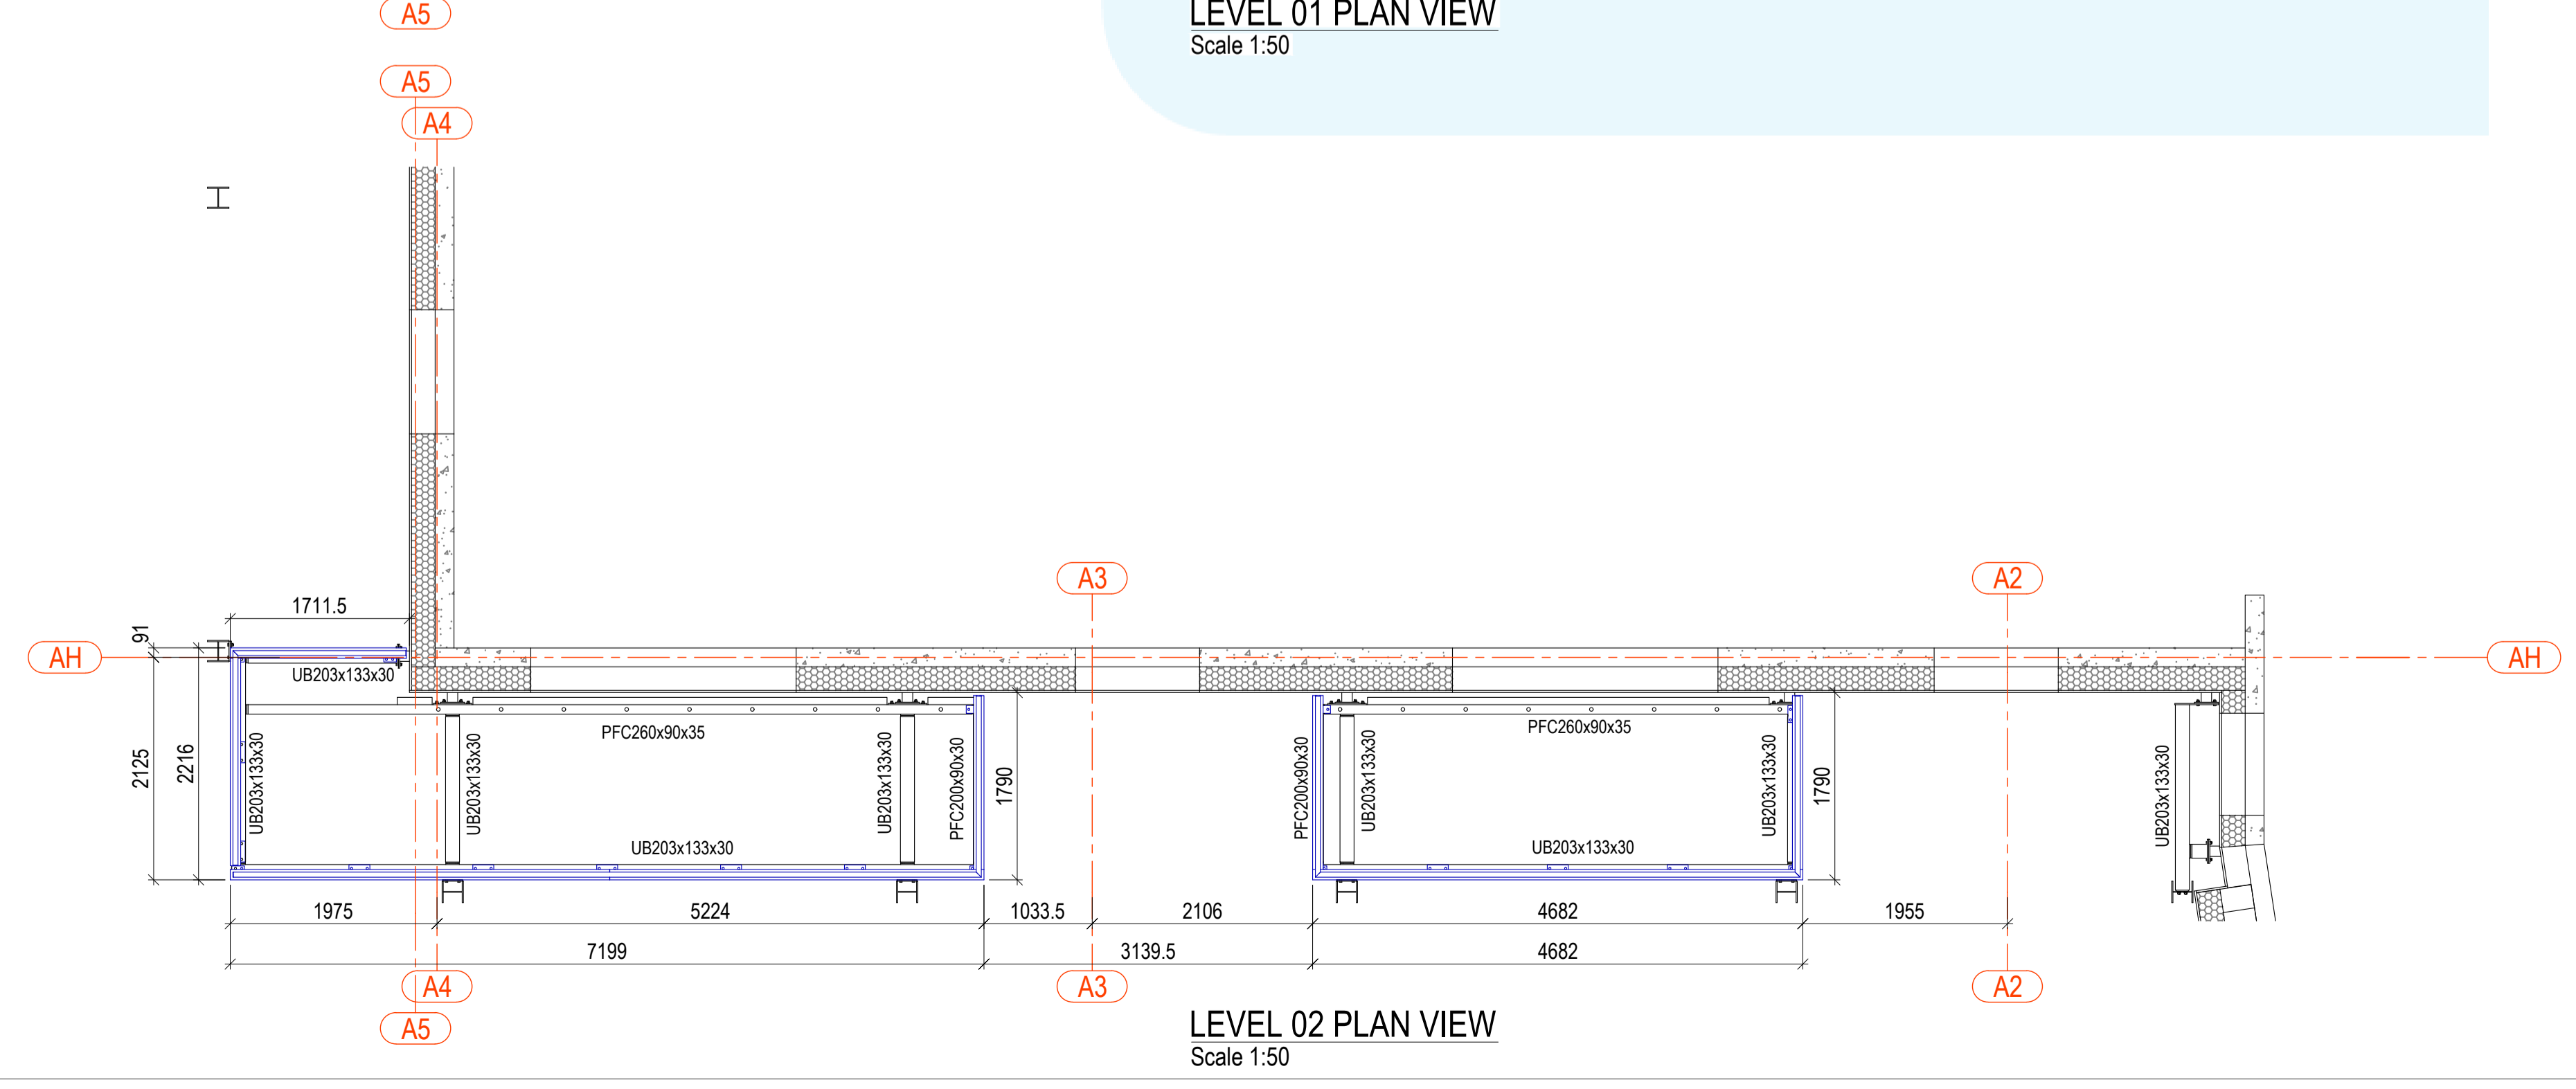 A5
LEVEL 01 PLAN VIEW
Scale 1:50
A5
A4
A3
A2
1711.5
91
AH
AH
UB203x133x30
2125
2216
UB203x133x30
UB203x133x30
PFC260x90x35
UB203x133x30
UB203x133x30
PFC200x90x30
1790
PFC200x90x30
UB203x133x30
PFC260x90x35
UB203x133x30
UB203x133x30
1790
UB203x133x30
1975
5224
1033.5
2106
4682
1955
7199
3139.5
4682
A4
A3
A2
A5
LEVEL 02 PLAN VIEW
Scale 1:50